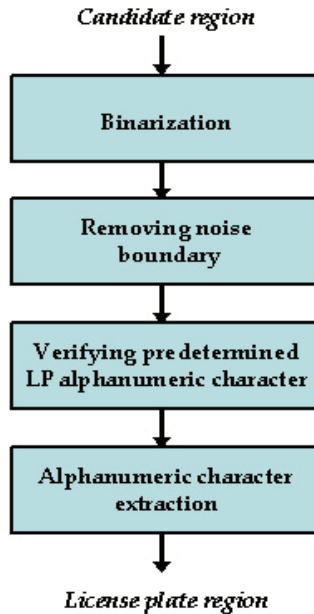 Candidate region
Binarization
Removing noise
boundary
Verifying predetermined
LP alphanumeric character
Alphanumeric character
extraction
License plate region